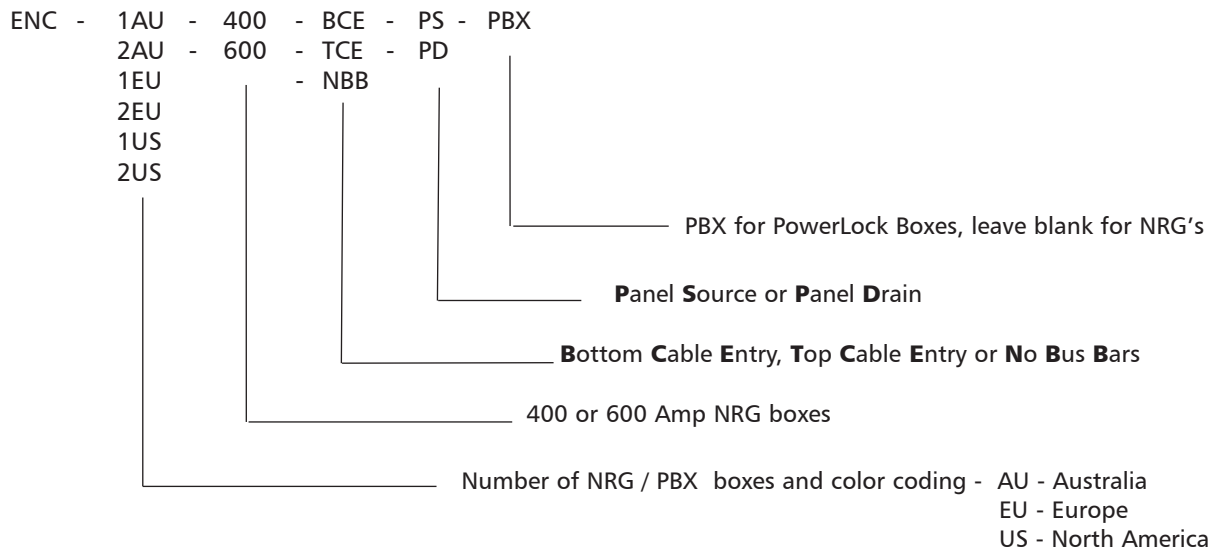 ENC - 1AU - 400 - BCE - PS - PBX
2AU - 600 - TCE - PD
1EU - NBB
2EU
1US
2US
PBX for PowerLock Boxes, leave blank for NRG's
Panel Source or Panel Drain
Bottom Cable Entry, Top Cable Entry or No Bus Bars
400 or 600 Amp NRG boxes
Number of NRG / PBX boxes and color coding - AU - Australia
EU - Europe
US - North America